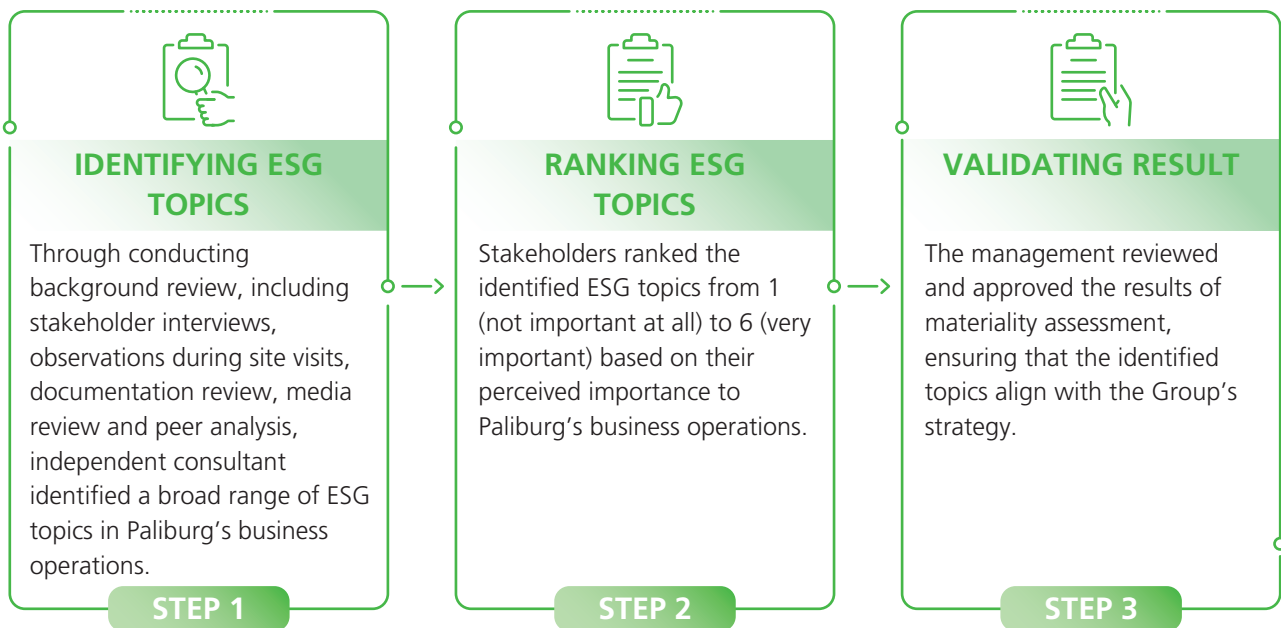 IDENTIFYING ESG
TOPICS
Through conducting
background review, including
stakeholder interviews,
observations during site visits,
documentation review, media
review and peer analysis,
independent consultant
identified a broad range of ESG
topics in Paliburg’s business
operations.
STEP 1
RANKING ESG
TOPICS
Stakeholders ranked the
identified ESG topics from 1
(not important at all) to 6 (very
important) based on their
perceived importance to
Paliburg’s business operations.
STEP 2
VALIDATING RESULT
The management reviewed
and approved the results of
materiality assessment,
ensuring that the identified
topics align with the Group’s
strategy.
STEP 3